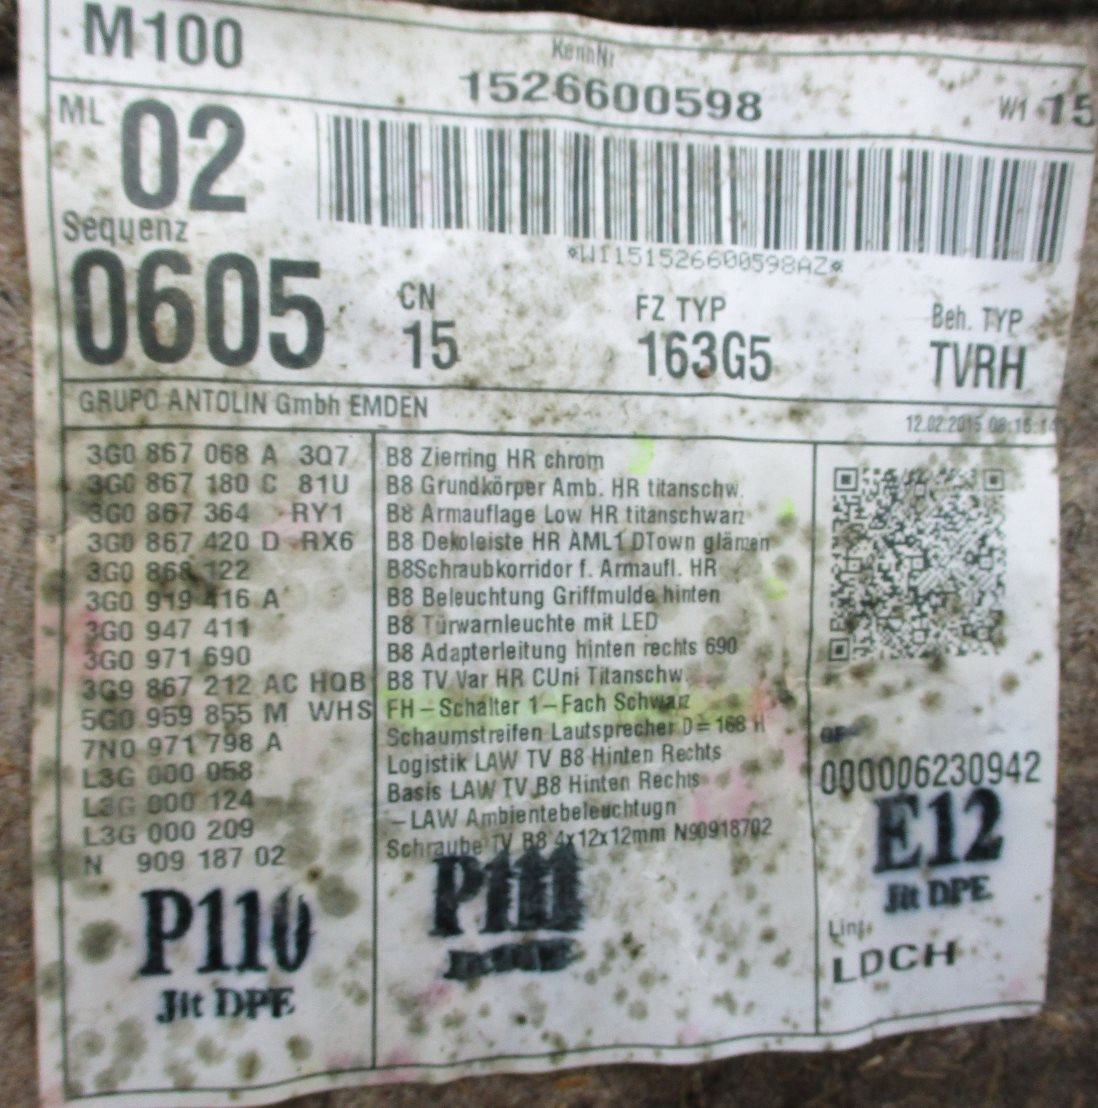 M100
KennNr
1526600598
W1 15
ML 02
*WI151526600598AZ*
Sequenz
0605
CN
15
FZ TYP
163G5
Beh. TYP
TVRH
GRUPO ANTOLIN Gmbh EMDEN
12.02.2015
3G0 867 068 A 3Q7 B8 Zierring HR chrom
3G0 867 180 C 81U B8 Grundkörper Amb. HR titanschw.
3G0 867 364 RY1 B8 Armauflage Low HR titanschwarz
3G0 867 420 D RX6 B8 Dekoleiste HR AML1 DTown glänzen
3G0 868 122 B8Schraubkorridor f. Armaufl. HR
3G0 919 416 A B8 Beleuchtung Griffmulde hinten
3G0 947 411 B8 Türwarnleuchte mit LED
3G0 971 690 B8 Adapterleitung hinten rechts 690
3G9 867 212 AC HQB B8 TV Var HR CUni Titanschw.
5G0 959 855 M WHS FH-Schalter 1-Fach Schwarz
7N0 971 798 A Schaumstreifen Lautsprecher D=168 H
L3G 000 058 Logistik LAW TV B8 Hinten Rechts
L3G 000 124 Basis LAW TV B8 Hinten Rechts
L3G 000 209 -LAW Ambientebeleuchtugn
N 909 187 02 Schraube TV B8 4x12x12mm N90918702
000006230942
E12
Jit DPE
P110
Jit DPE
P111
LDCH